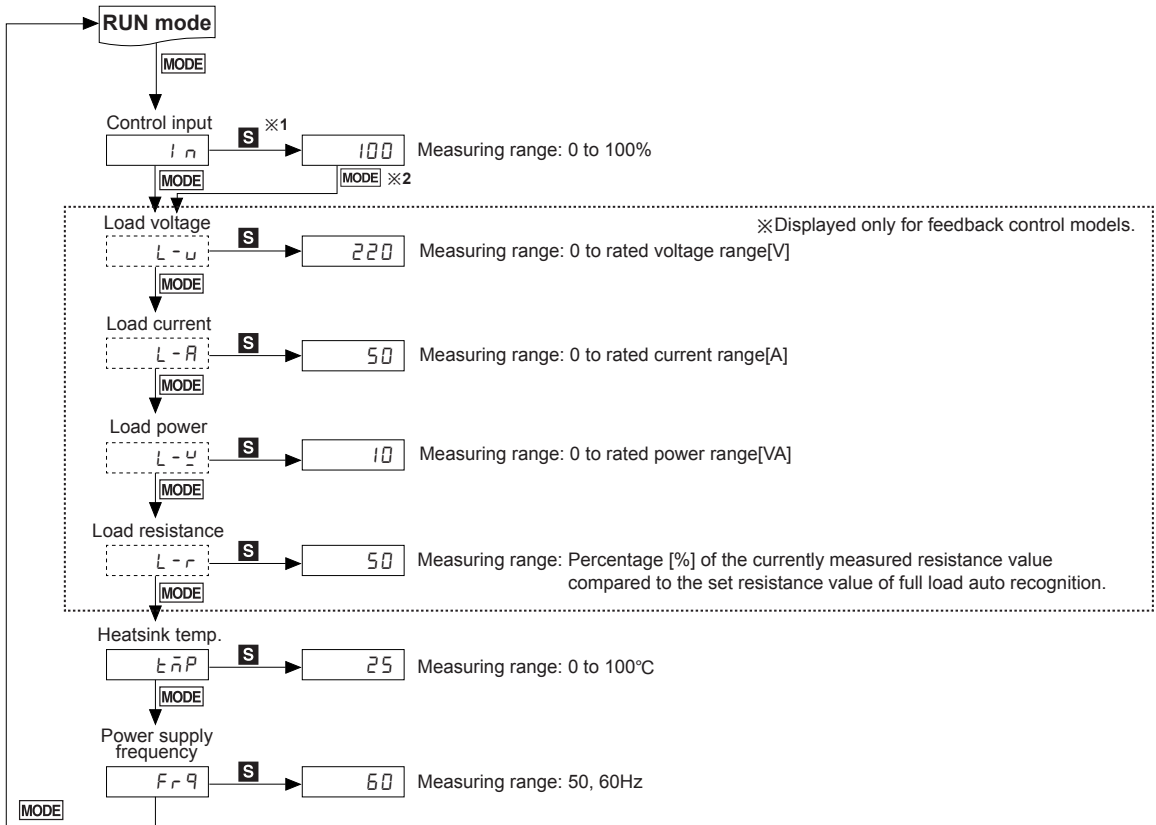 RUN mode
MODE
Control input
S ※1
In 100 Measuring range: 0 to 100%
MODE MODE ※2
※Displayed only for feedback control models.
Load voltage
S
L-u 220 Measuring range: 0 to rated voltage range[V]
MODE
Load current
S
L-A 50 Measuring range: 0 to rated current range[A]
MODE
Load power
S
L- 10 Measuring range: 0 to rated power range[VA]
MODE
Load resistance
S
L-r 50 Measuring range: Percentage [%] of the currently measured resistance value
compared to the set resistance value of full load auto recognition.
MODE
Heatsink temp.
S
tMP 25 Measuring range: 0 to 100℃
MODE
Power supply
frequency
S
Frq 60 Measuring range: 50, 60Hz
MODE